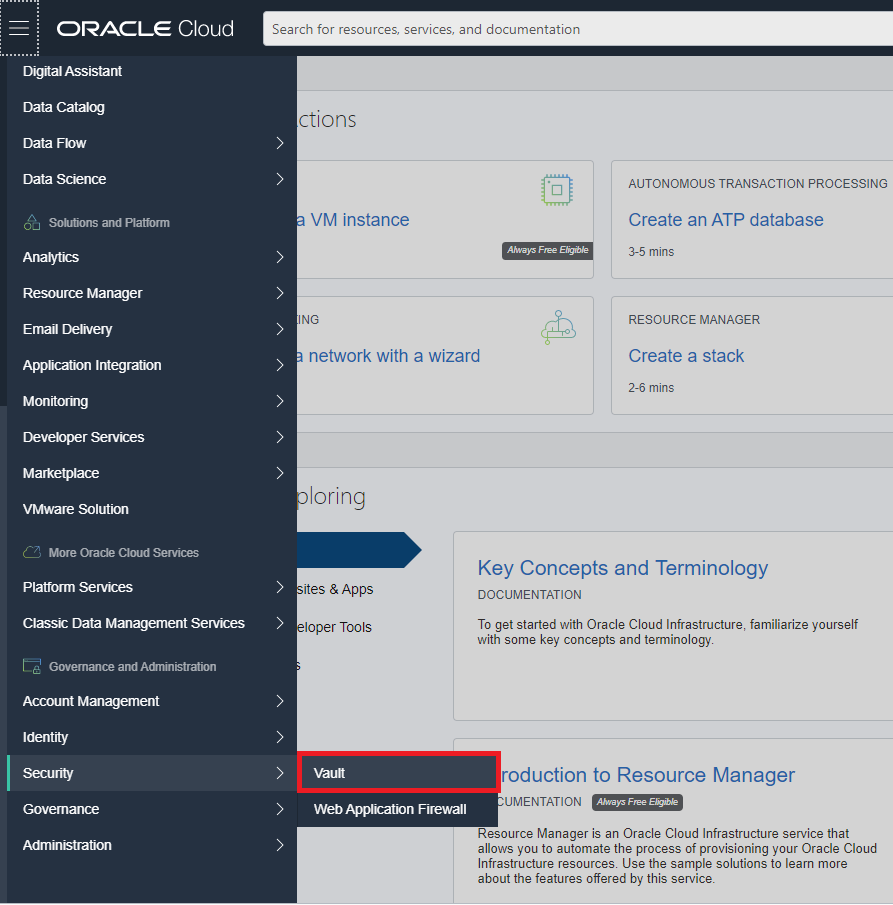 ORACLE Cloud
Search for resources, services, and documentation
Digital Assistant
Data Catalog
Data Flow
Data Science
Solutions and Platform
Analytics
Resource Manager
Email Delivery
Application Integration
Monitoring
Developer Services
Marketplace
VMware Solution
More Oracle Cloud Services
Platform Services
Classic Data Management Services
Governance and Administration
Account Management
Identity
Security
Governance
Administration
Vault
Web Application Firewall
ctions
a VM instance
Always Free Eligible
AUTONOMOUS TRANSACTION PROCESSING
Create an ATP database
3-5 mins
KING
a network with a wizard
RESOURCE MANAGER
Create a stack
2-6 mins
ploring
sites & Apps
eloper Tools
s
Key Concepts and Terminology
DOCUMENTATION
To get started with Oracle Cloud Infrastructure, familiarize yourself
with some key concepts and terminology.
roduction to Resource Manager
CUMENTATION
Always Free Eligible
Resource Manager is an Oracle Cloud Infrastructure service that
allows you to automate the process of provisioning your Oracle Cloud
Infrastructure resources. Use the sample solutions to learn more
about the features offered by this service.